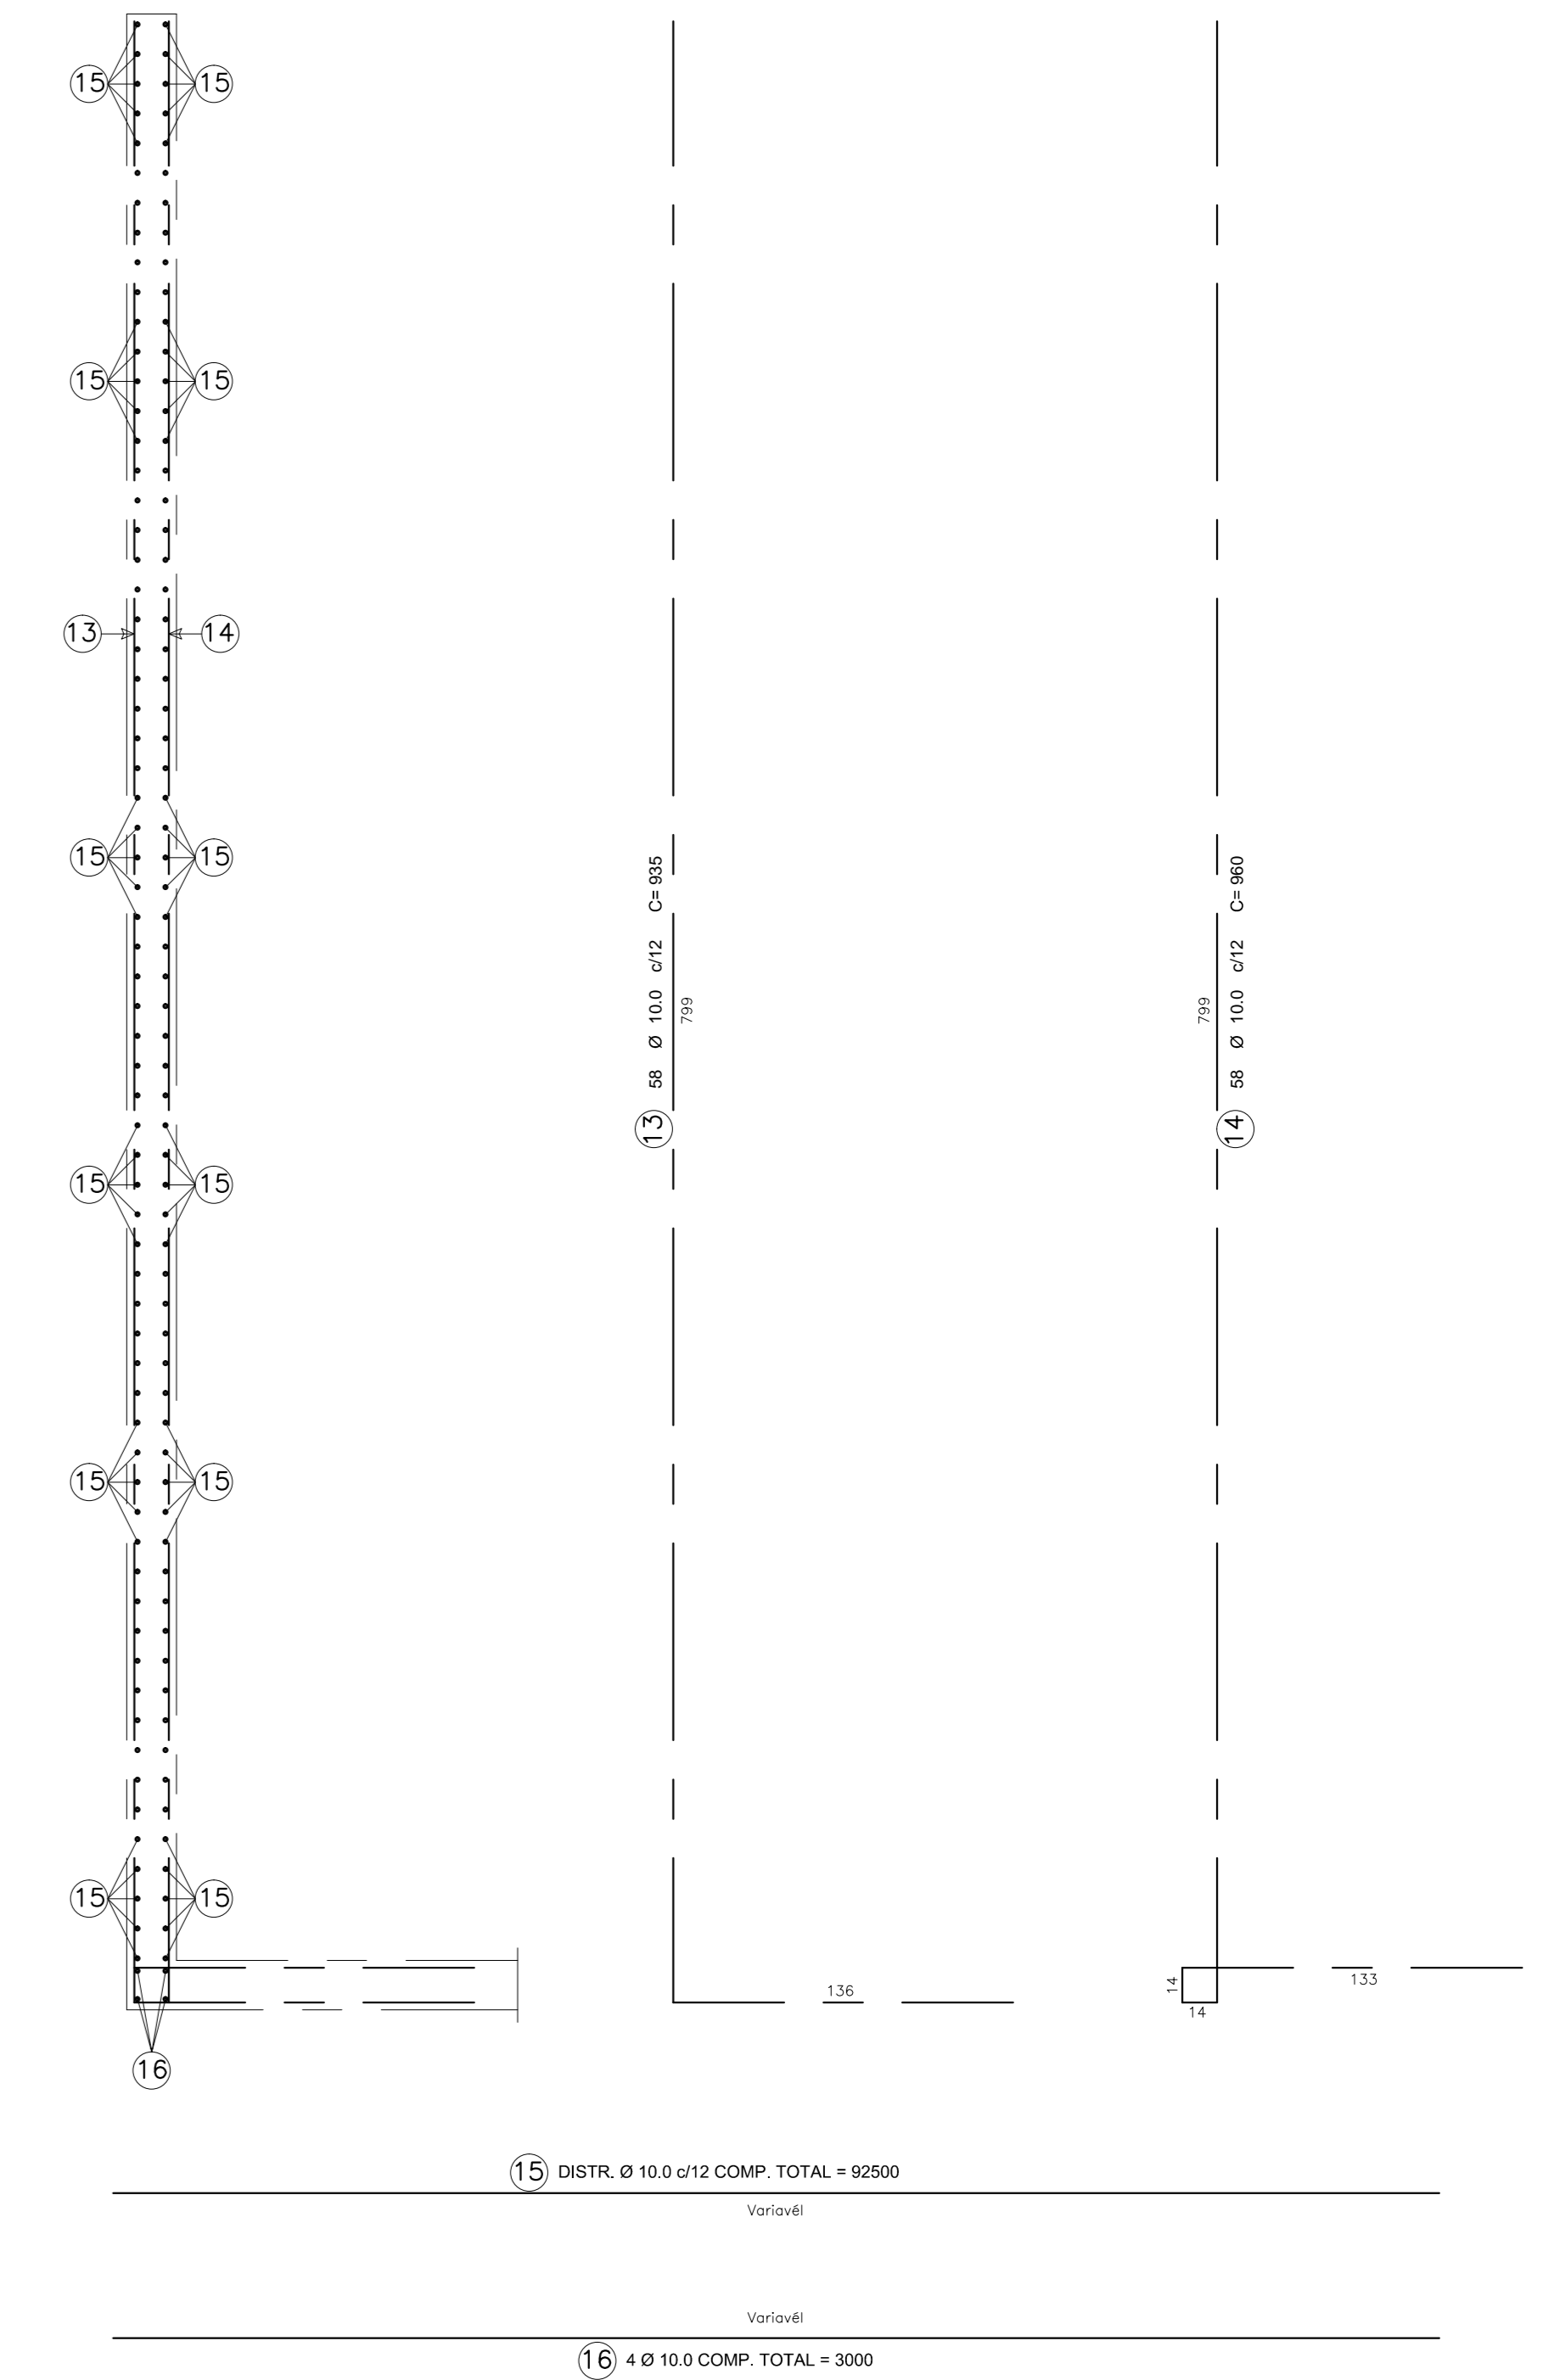 15 15
15 15
13 14
15 15
13 58 Ø 10.0 c/12 C= 935
799
799
14 58 Ø 10.0 c/12 C= 960
15 15
15 15
15 15
136
14
14
133
16
15 DISTR. Ø 10.0 c/12 COMP. TOTAL = 92500
Variavél
Variavél
16 4 Ø 10.0 COMP. TOTAL = 3000